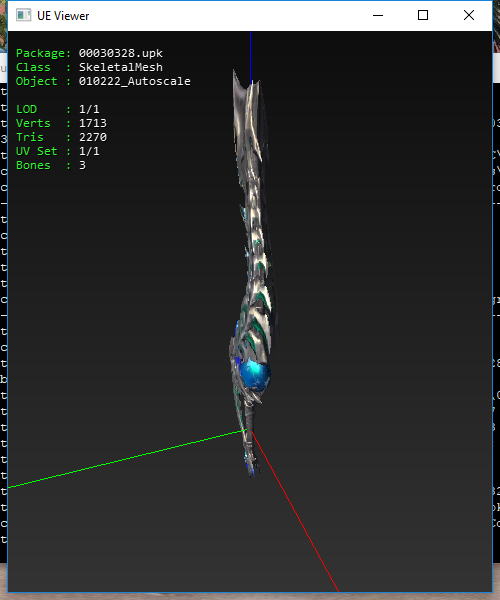 UE Viewer
Package: 00030328.upk
Class : SkeletalMesh
Object : 010222_Autoscale
LOD : 1/1
Verts : 1713
Tris : 2270
UV Set : 1/1
Bones : 3